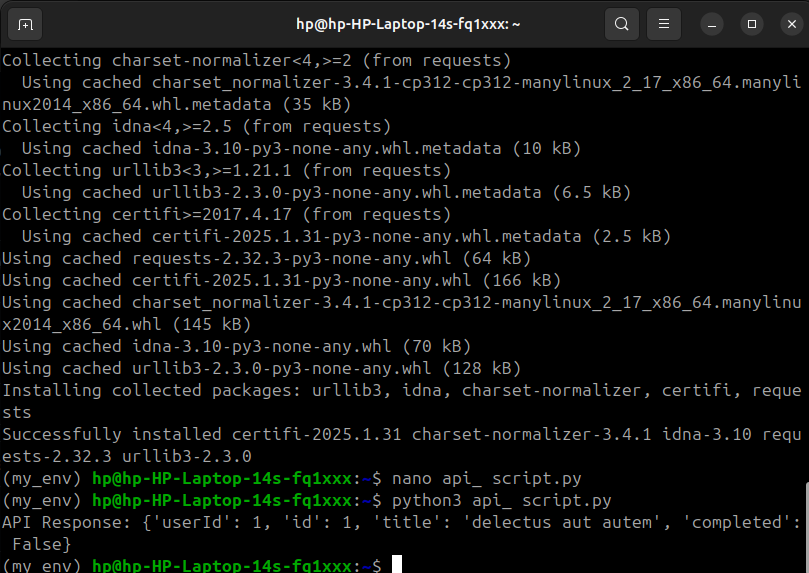 hp@hp-HP-Laptop-14s-fq1xxx: ~
Collecting charset-normalizer<4,>=2 (from requests)
  Using cached charset_normalizer-3.4.1-cp312-cp312-manylinux_2_17_x86_64.manyli
nux2014_x86_64.whl.metadata (35 kB)
Collecting idna<4,>=2.5 (from requests)
  Using cached idna-3.10-py3-none-any.whl.metadata (10 kB)
Collecting urllib3<3,>=1.21.1 (from requests)
  Using cached urllib3-2.3.0-py3-none-any.whl.metadata (6.5 kB)
Collecting certifi>=2017.4.17 (from requests)
  Using cached certifi-2025.1.31-py3-none-any.whl.metadata (2.5 kB)
Using cached requests-2.32.3-py3-none-any.whl (64 kB)
Using cached certifi-2025.1.31-py3-none-any.whl (166 kB)
Using cached charset_normalizer-3.4.1-cp312-cp312-manylinux_2_17_x86_64.manylinu
x2014_x86_64.whl (145 kB)
Using cached idna-3.10-py3-none-any.whl (70 kB)
Using cached urllib3-2.3.0-py3-none-any.whl (128 kB)
Installing collected packages: urllib3, idna, charset-normalizer, certifi, reque
sts
Successfully installed certifi-2025.1.31 charset-normalizer-3.4.1 idna-3.10 requ
ests-2.32.3 urllib3-2.3.0
(my_env) hp@hp-HP-Laptop-14s-fq1xxx:~$ nano api_ script.py
(my_env) hp@hp-HP-Laptop-14s-fq1xxx:~$ python3 api_ script.py
API Response: {'userId': 1, 'id': 1, 'title': 'delectus aut autem', 'completed':
 False}
(my_env) hp@hp-HP-Laptop-14s-fq1xxx:~$